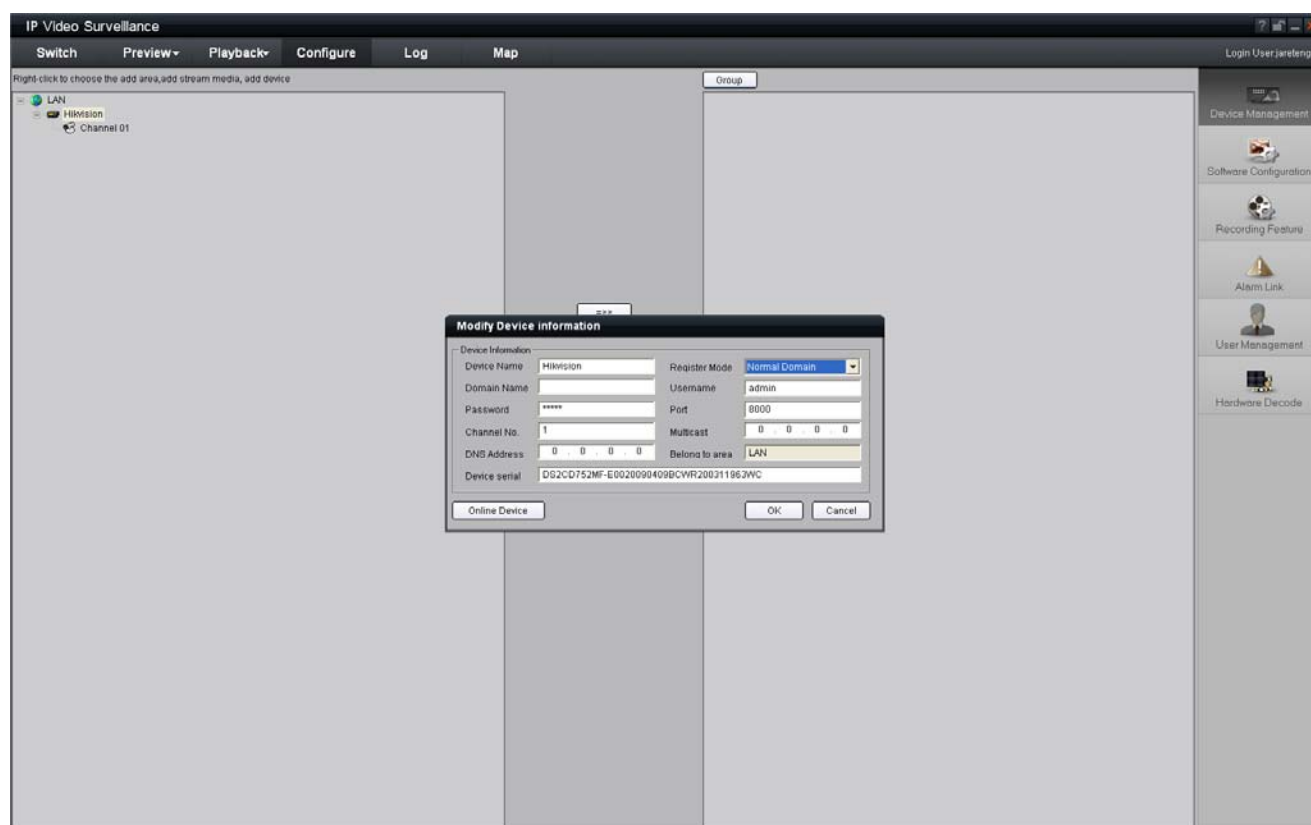 IP Video Surveillance
Switch Preview Playback Configure Log Map Login User:jareteng
Right-click to choose the add area,add stream media, add device
Group
LAN
Hikvision
Channel 01
Device Management
Software Configuration
Recording Feature
Alarm Link
User Management
Hardware Decode
=>>
Modify Device information
Device Information
Device Name Hikvision Register Mode Normal Domain
Domain Name Username admin
Password ***** Port 8000
Channel No. 1 Multicast 0 . 0 . 0 . 0
DNS Address 0 . 0 . 0 . 0 Belong to area LAN
Device serial DS2CD752MF-E0020090409BCWR200311963WC
Online Device OK Cancel